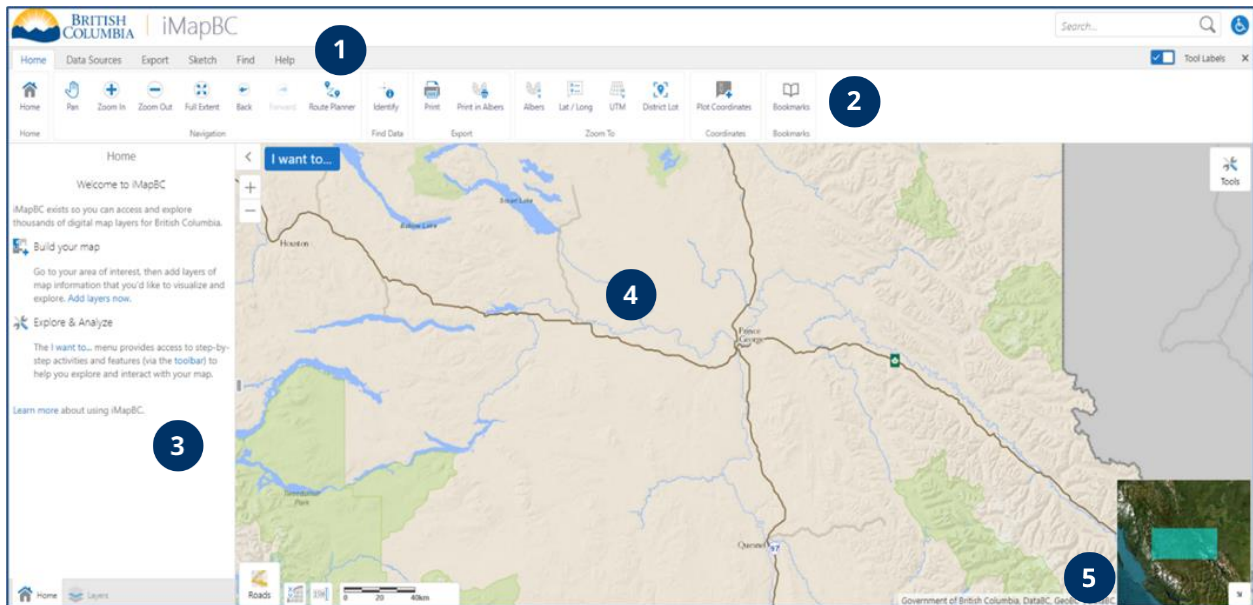 BRITISH
COLUMBIA
iMapBC
Search...
1
Home Data Sources Export Sketch Find Help
Tool Labels
Home Pan Zoom In Zoom Out Full Extent Back Forward Route Planner Identify Print Print in Albers Albers Lat / Long UTM District Lot Plot Coordinates Bookmarks
2
Home Navigation Find Data Export Zoom To Coordinates Bookmarks
Home
I want to...
Welcome to iMapBC
iMapBC exists so you can access and explore
thousands of digital map layers for British Columbia.
Build your map
Go to your area of interest, then add layers of
map information that you'd like to visualize and
explore. Add layers now.
Explore & Analyze
The I want to... menu provides access to step-by-
step activities and features (via the toolbar) to
help you explore and interact with your map.
Learn more about using iMapBC.
3
Home Layers
+
−
Tools
Babine Lake
Houston
4
Prince
George
Park
Quesnel
97
5
Roads
0 20 40km
Government of British Columbia, DataBC, GeoBC